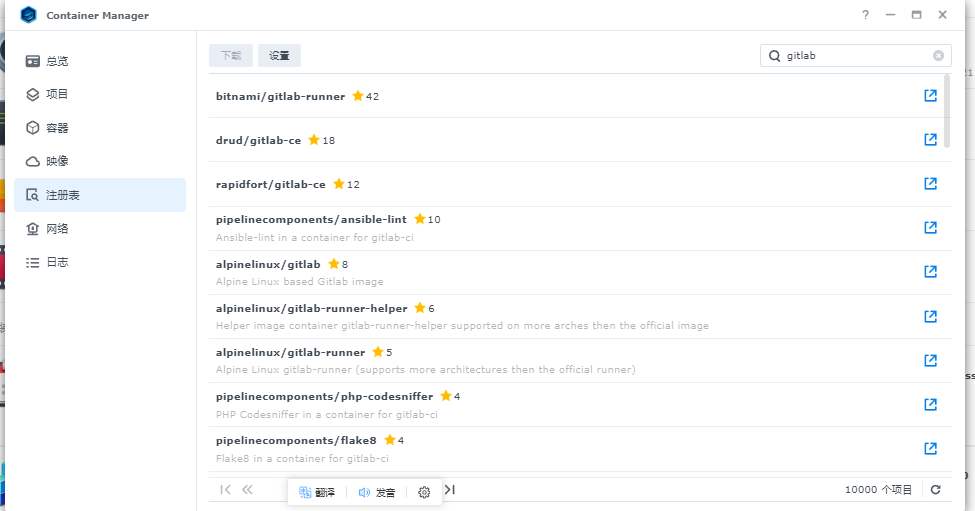 Container Manager
总览
项目
容器
映像
注册表
网络
日志
下载 设置 gitlab
bitnami/gitlab-runner 42
drud/gitlab-ce 18
rapidfort/gitlab-ce 12
pipelinecomponents/ansible-lint 10
Ansible-lint in a container for gitlab-ci
alpinelinux/gitlab 8
Alpine Linux based Gitlab image
alpinelinux/gitlab-runner-helper 6
Helper image container gitlab-runner-helper supported on more arches then the official image
alpinelinux/gitlab-runner 5
Alpine Linux gitlab-runner (supports more architectures then the official runner)
pipelinecomponents/php-codesniffer 4
PHP Codesniffer in a container for gitlab-ci
pipelinecomponents/flake8 4
Flake8 in a container for gitlab-ci
翻译 发音
10000 个项目